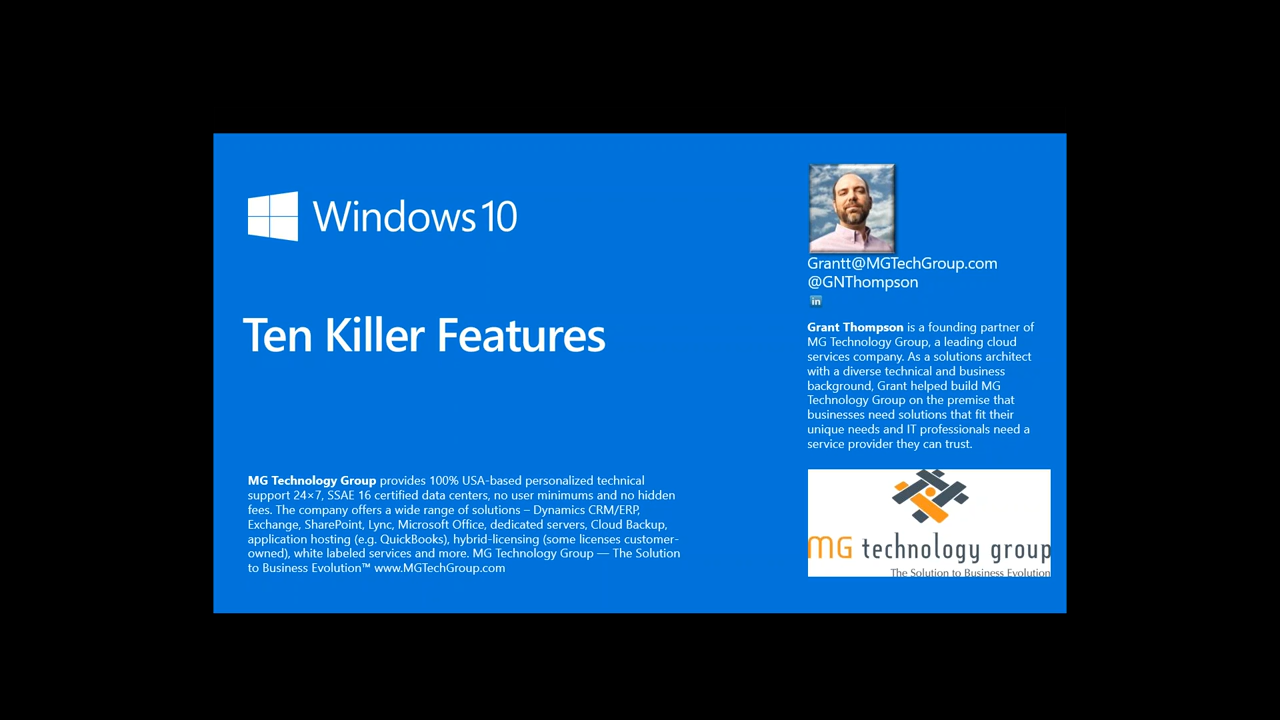 Windows 10
Ten Killer Features
MG Technology Group provides 100% USA-based personalized technical
support 24×7, SSAE 16 certified data centers, no user minimums and no hidden
fees. The company offers a wide range of solutions – Dynamics CRM/ERP,
Exchange, SharePoint, Lync, Microsoft Office, dedicated servers, Cloud Backup,
application hosting (e.g. QuickBooks), hybrid-licensing (some licenses customer-
owned), white labeled services and more. MG Technology Group — The Solution
to Business Evolution™ www.MGTechGroup.com
Grantt@MGTechGroup.com
@GNThompson
in
Grant Thompson is a founding partner of
MG Technology Group, a leading cloud
services company. As a solutions architect
with a diverse technical and business
background, Grant helped build MG
Technology Group on the premise that
businesses need solutions that fit their
unique needs and IT professionals need a
service provider they can trust.
MG technology group
The Solution to Business Evolution